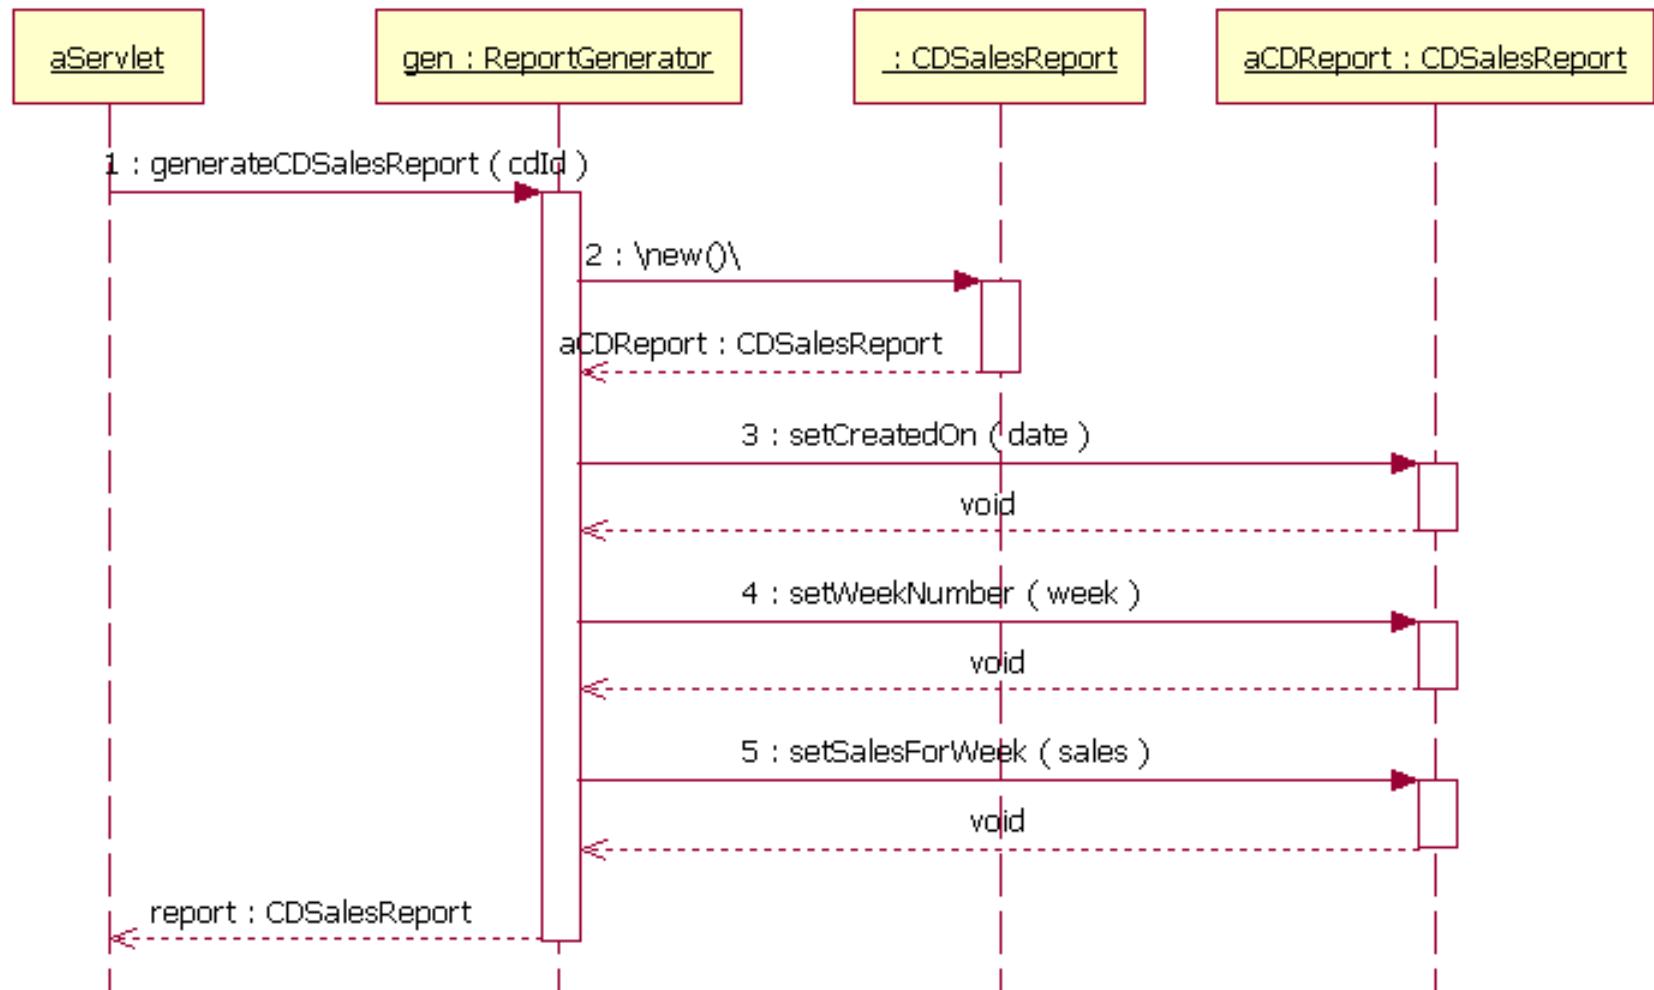 aServlet
gen : ReportGenerator
: CDSalesReport
aCDReport : CDSalesReport
1 : generateCDSalesReport ( cdId )
2 : \new()\
aCDReport : CDSalesReport
3 : setCreatedOn ( date )
void
4 : setWeekNumber ( week )
void
5 : setSalesForWeek ( sales )
void
report : CDSalesReport